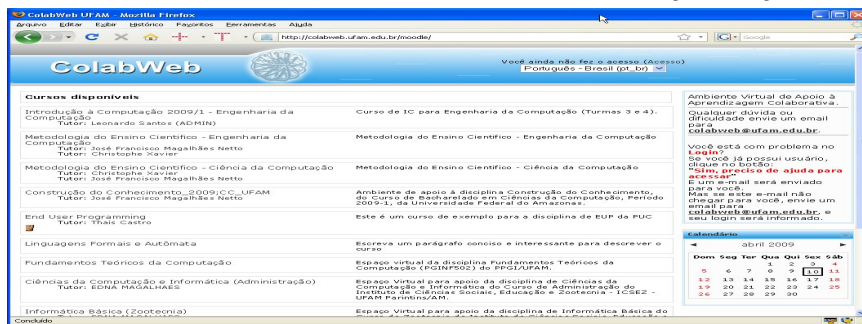 ColabWeb UFAM - Mozilla Firefox
Arquivo Editar Exibir Histórico Favoritos Ferramentas Ajuda
http://colabweb.ufam.edu.br/moodle/
Google
ColabWeb
Você ainda não fez o acesso (Acesso)
Português - Brasil (pt_br)
Cursos disponíveis
Introdução à Computação 2009/1 - Engenharia da
Computação
Tutor: Leonardo Santos (ADMIN)
Curso de IC para Engenharia da Computação (Turmas 3 e 4).
Metodologia do Ensino Científico - Engenharia da
Computação
Tutor: José Francisco Magalhães Netto
Tutor: Christophe Xavier
Metodologia do Ensino Científico - Engenharia da Computação
Metodologia do Ensino Científico - Ciência da Computação
Tutor: Christophe Xavier
Tutor: José Francisco Magalhães Netto
Metodologia do Ensino Científico - Ciência da Computação
Construção do Conhecimento_2009;CC_UFAM
Tutor: José Francisco Magalhães Netto
Ambiente de apoio à disciplina Construção do Conhecimento,
do Curso de Bacharelado em Ciências da Computação, Período
2009-1, da Universidade Federal do Amazonas.
End User Programming
Tutor: Thais Castro
Este é um curso de exemplo para a disciplina de EUP da PUC
Linguagens Formais e Autômata
Escreva um parágrafo conciso e interessante para descrever o
curso
Fundamentos Teóricos da Computação
Espaço virtual da disciplina Fundamentos Teóricos da
Computação (PGINF502) do PPGI/UFAM.
Ciências da Computação e Informática (Administração)
Tutor: EDNA MAGALHAES
Espaço Virtual para apoio da disciplina de Ciências da
Computação e Informática do Curso de Administração do
Instituto de Ciências Sociais, Educação e Zootecnia - ICSEZ -
UFAM Parintins/AM.
Informática Básica (Zootecnia)
Espaço Virtual para apoio da disciplina de Informática Básica do
Ambiente Virtual de Apoio à
Aprendizagem Colaborativa.
Qualquer dúvida ou
dificuldade envie um email
para
colabweb@ufam.edu.br.
Você está com problema no
Login?
Se você já possui usuário,
clique no botão:
"Sim, preciso de ajuda para
acessar"
E um e-mail será enviado
para você.
Mas se este e-mail não
chegar para você, envie um
email para
colabweb@ufam.edu.br, e
seu login será informado.
Calendário
abril 2009
Dom Seg Ter Qua Qui Sex Sáb
1 2 3 4
5 6 7 8 9 10 11
12 13 14 15 16 17 18
19 20 21 22 23 24 25
26 27 28 29 30
Concluído